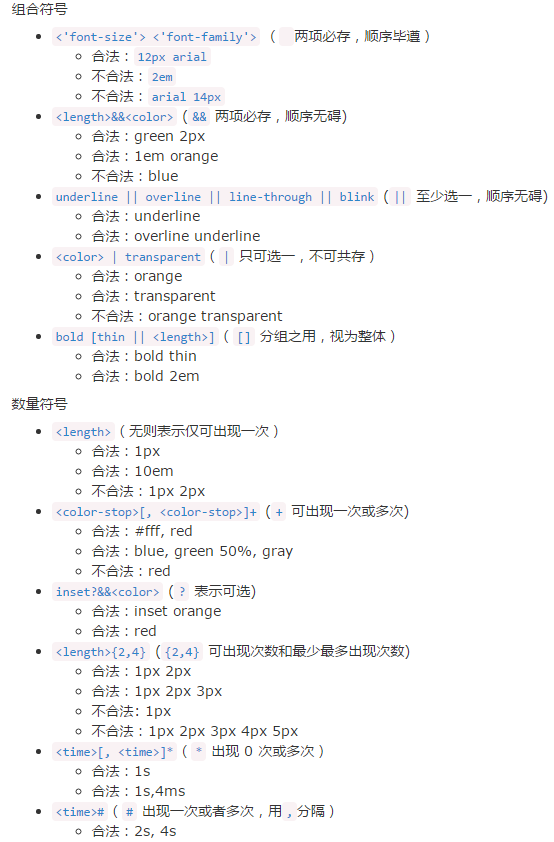 组合符号
<'font-size'> <'font-family'> ( 两项必存，顺序毕遵)
合法：12px arial
不合法：2em
不合法：arial 14px
<length>&&<color> ( && 两项必存，顺序无碍)
合法：green 2px
合法：1em orange
不合法：blue
underline || overline || line-through || blink ( || 至少选一，顺序无碍)
合法：underline
合法：overline underline
<color> | transparent ( | 只可选一，不可共存)
合法：orange
合法：transparent
不合法：orange transparent
bold [thin || <length>] ( [] 分组之用，视为整体)
合法：bold thin
合法：bold 2em
数量符号
<length> (无则表示仅可出现一次)
合法：1px
合法：10em
不合法：1px 2px
<color-stop>[, <color-stop>]+ ( + 可出现一次或多次)
合法：#fff, red
合法：blue, green 50%, gray
不合法：red
inset?&&<color> ( ? 表示可选)
合法：inset orange
合法：red
<length>{2,4} ( {2,4} 可出现次数和最少最多出现次数)
合法：1px 2px
合法：1px 2px 3px
不合法: 1px
不合法：1px 2px 3px 4px 5px
<time>[, <time>]* ( * 出现 0 次或多次)
合法：1s
合法：1s,4ms
<time># ( # 出现一次或者多次，用 , 分隔)
合法：2s, 4s